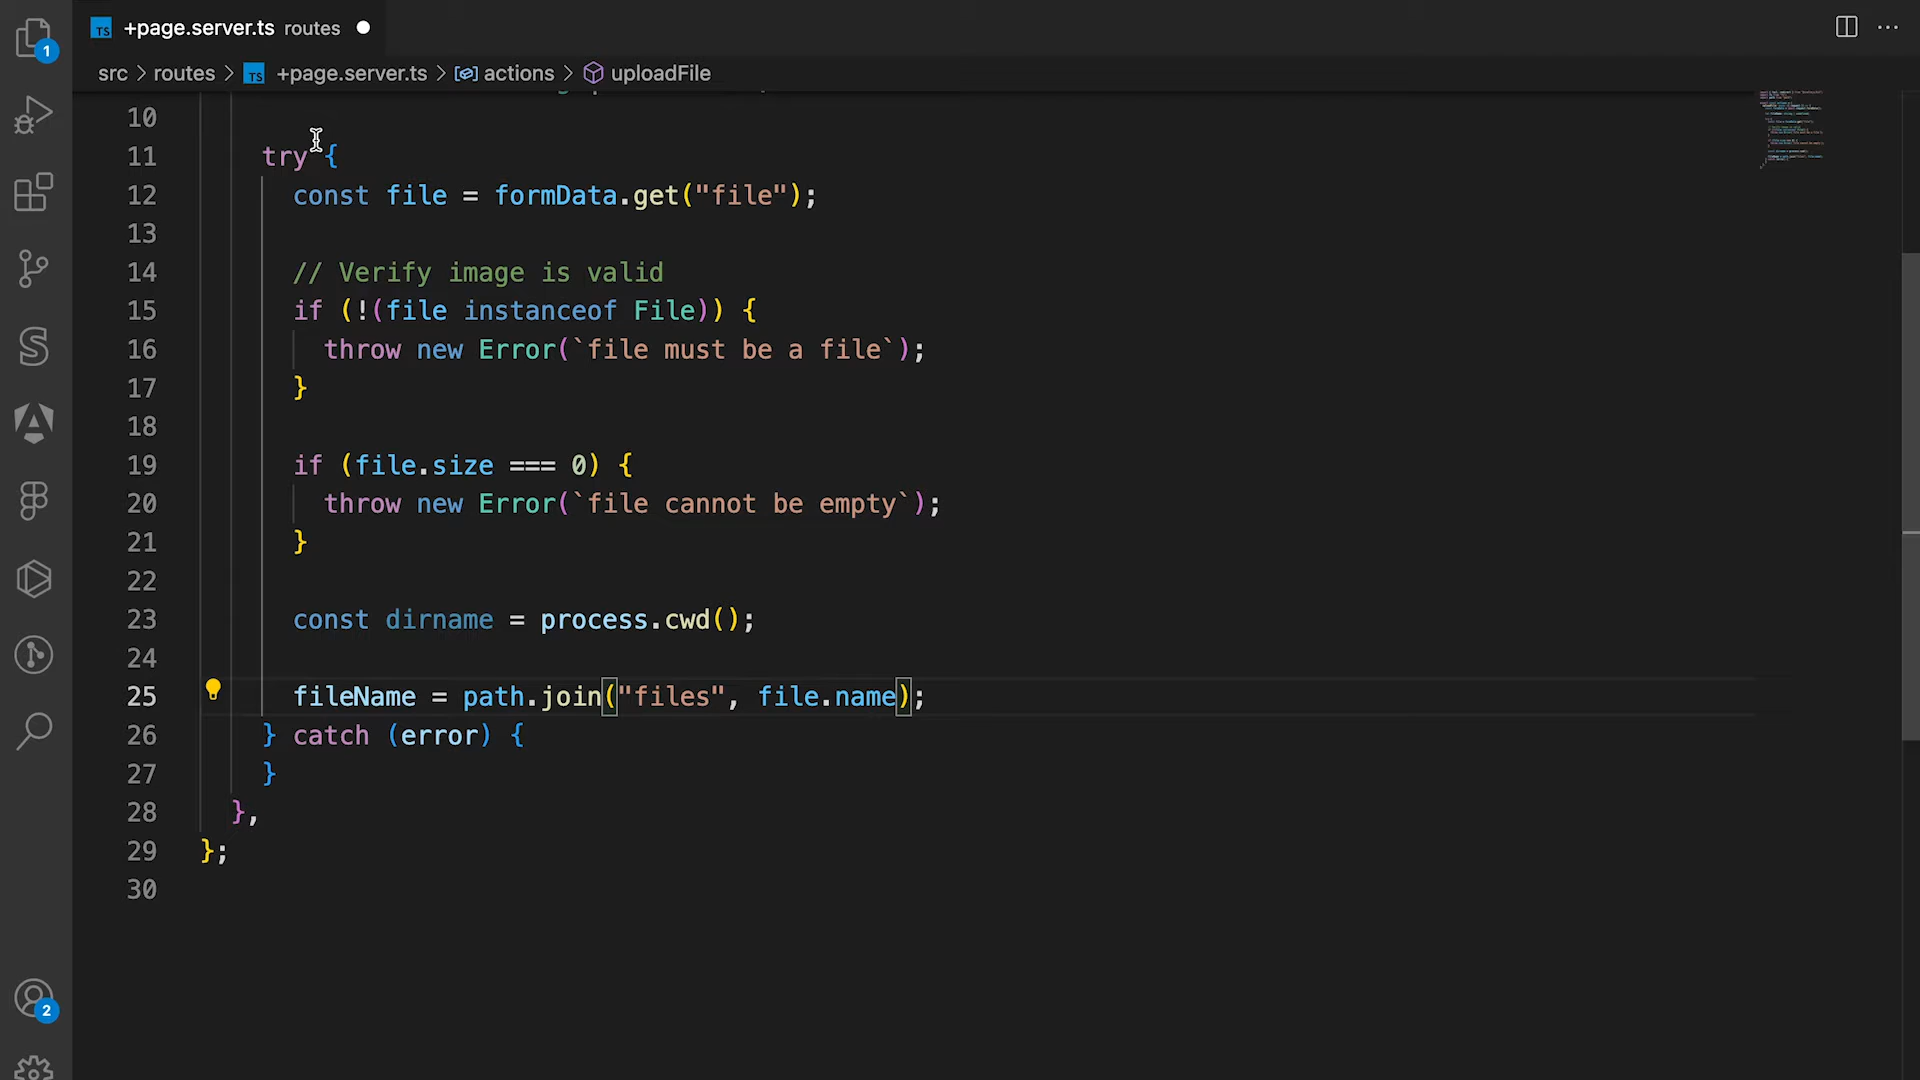 TS +page.server.ts routes
src > routes > TS +page.server.ts > actions > uploadFile
1
10
11 try {
12 const file = formData.get("file");
13
14 // Verify image is valid
15 if (!(file instanceof File)) {
16 throw new Error(`file must be a file`);
17 }
18
19 if (file.size === 0) {
20 throw new Error(`file cannot be empty`);
21 }
22
23 const dirname = process.cwd();
24
25 fileName = path.join("files", file.name);
26 } catch (error) {
27 }
28 },
29 };
30
2